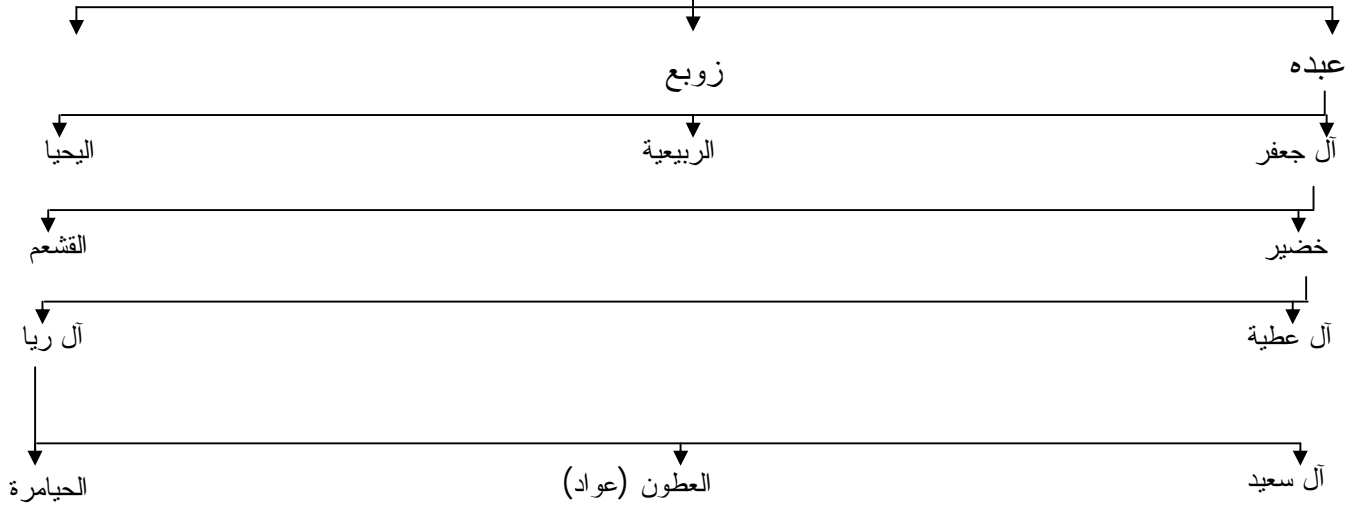 عبده زوبع
آل جعفر الربيعية اليحيا
خضير القشعم
آل عطية آل ريا
آل سعيد العطون (عواد) الحيامرة